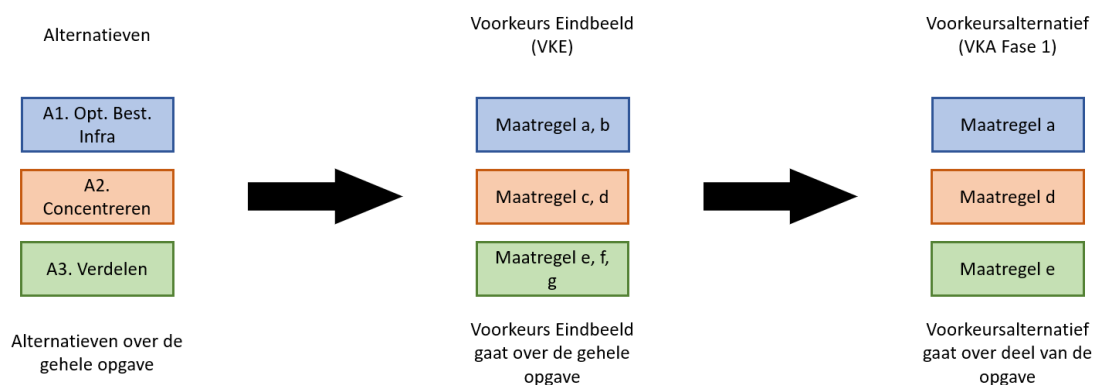 Alternatieven
A1. Opt. Best.
Infra
A2.
Concentreren
A3. Verdelen
Alternatieven over de
gehele opgave
Voorkeurs Eindbeeld
(VKE)
Maatregel a, b
Maatregel c, d
Maatregel e, f,
g
Voorkeurs Eindbeeld
gaat over de gehele
opgave
Voorkeursalternatief
(VKA Fase 1)
Maatregel a
Maatregel d
Maatregel e
Voorkeursalternatief
gaat over deel van de
opgave